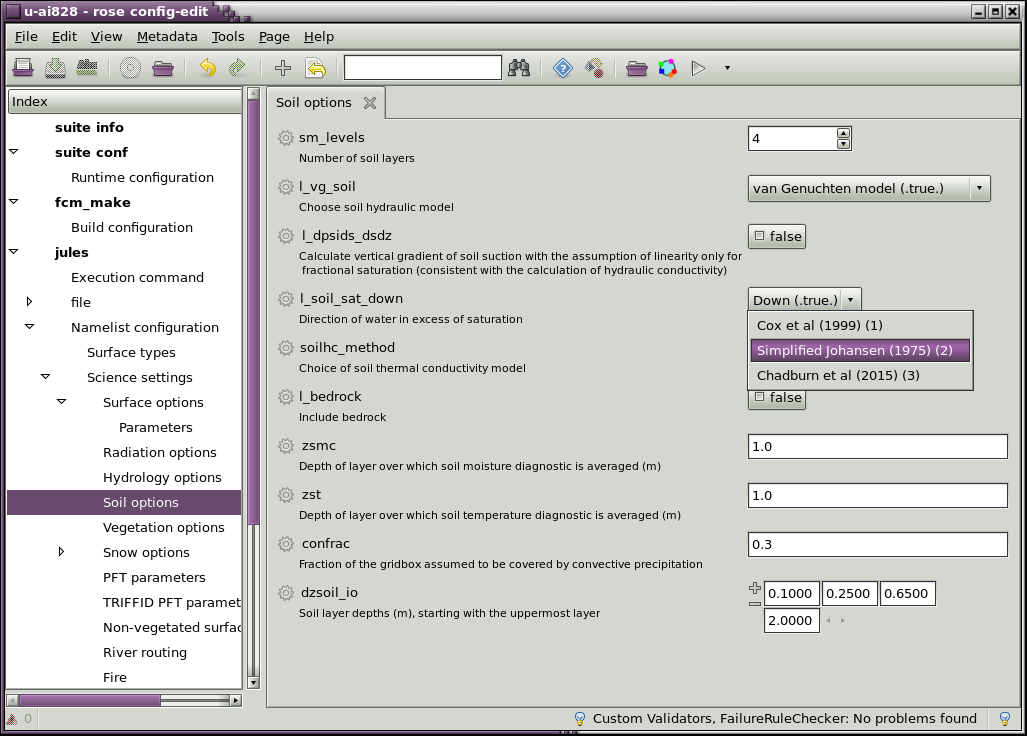 u-ai828 - rose config-edit
File Edit View Metadata Tools Page Help
Index
suite info
suite conf
Runtime configuration
fcm_make
Build configuration
jules
Execution command
file
Namelist configuration
Surface types
Science settings
Surface options
Parameters
Radiation options
Hydrology options
Soil options
Vegetation options
Snow options
PFT parameters
TRIFFID PFT paramet
Non-vegetated surfac
River routing
Fire
Soil options
sm_levels
Number of soil layers
4
l_vg_soil
Choose soil hydraulic model
van Genuchten model (.true.)
l_dpsids_dsdz
Calculate vertical gradient of soil suction with the assumption of linearity only for
fractional saturation (consistent with the calculation of hydraulic conductivity)
false
l_soil_sat_down
Direction of water in excess of saturation
Down (.true.)
soilhc_method
Choice of soil thermal conductivity model
Cox et al (1999) (1)
Simplified Johansen (1975) (2)
Chadburn et al (2015) (3)
l_bedrock
Include bedrock
false
zsmc
Depth of layer over which soil moisture diagnostic is averaged (m)
1.0
zst
Depth of layer over which soil temperature diagnostic is averaged (m)
1.0
confrac
Fraction of the gridbox assumed to be covered by convective precipitation
0.3
dzsoil_io
Soil layer depths (m), starting with the uppermost layer
0.1000 0.2500 0.6500
2.0000
0
Custom Validators, FailureRuleChecker: No problems found